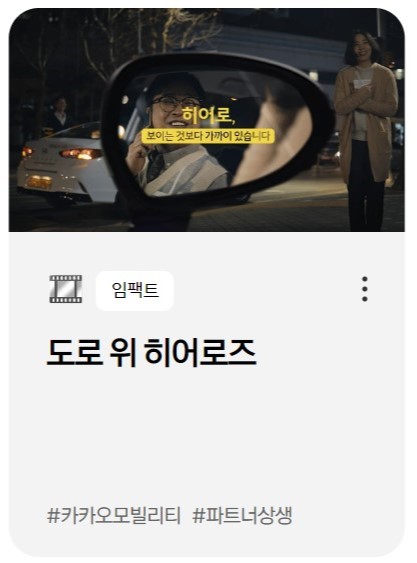 히어로,
보이는 것보다 가까이 있습니다
임팩트
도로 위 히어로즈
#카카오모빌리티 #파트너상생